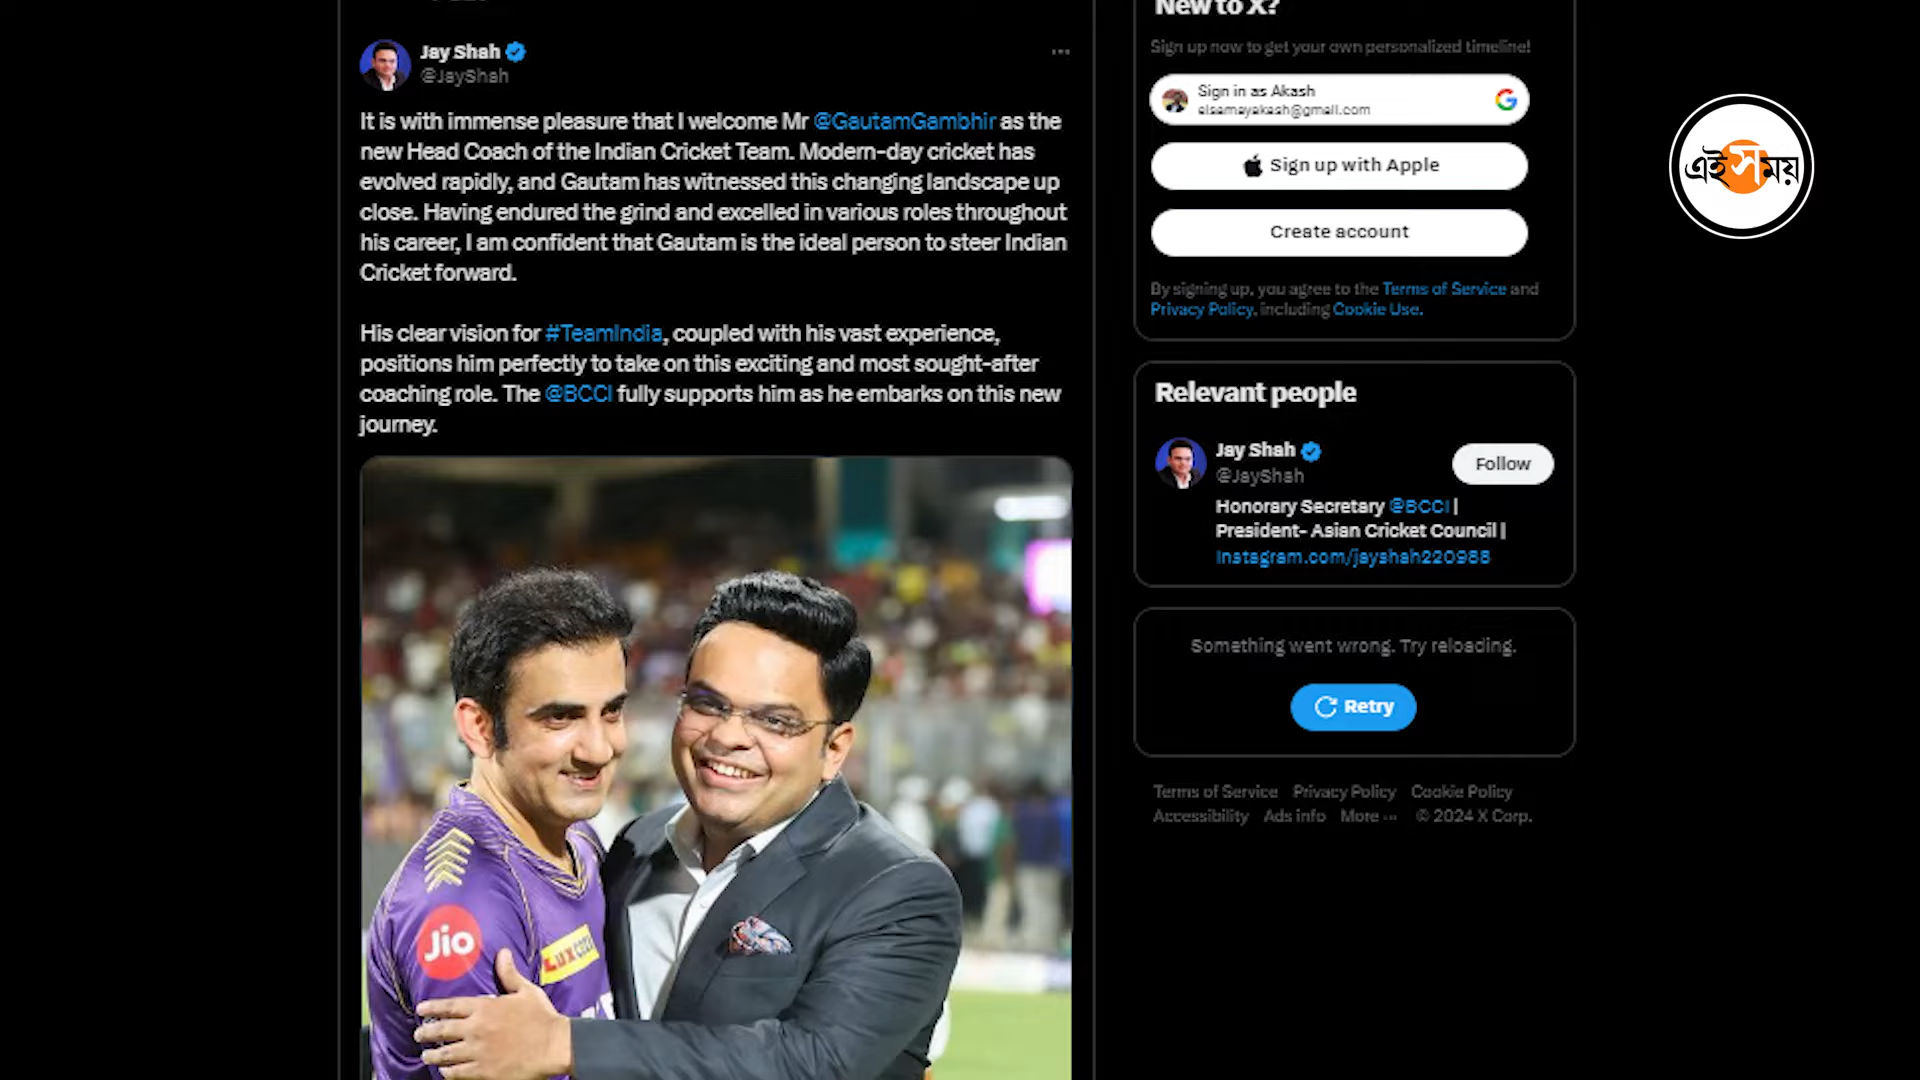 Jay Shah
@JayShah
It is with immense pleasure that I welcome Mr @GautamGambhir as the
new Head Coach of the Indian Cricket Team. Modern-day cricket has
evolved rapidly, and Gautam has witnessed this changing landscape up
close. Having endured the grind and excelled in various roles throughout
his career, I am confident that Gautam is the ideal person to steer Indian
Cricket forward.
His clear vision for #TeamIndia, coupled with his vast experience,
positions him perfectly to take on this exciting and most sought-after
coaching role. The @BCCI fully supports him as he embarks on this new
journey.
Jio
LUX COZI
New to X?
Sign up now to get your own personalized timeline!
Sign in as Akash
eisamayakash@gmail.com
Sign up with Apple
Create account
By signing up, you agree to the Terms of Service and
Privacy Policy, including Cookie Use.
Relevant people
Jay Shah
@JayShah
Follow
Honorary Secretary @BCCI |
President- Asian Cricket Council |
instagram.com/jayshah220988
Something went wrong. Try reloading.
Retry
Terms of Service Privacy Policy Cookie Policy
Accessibility Ads info More ··· © 2024 X Corp.
এই সময়